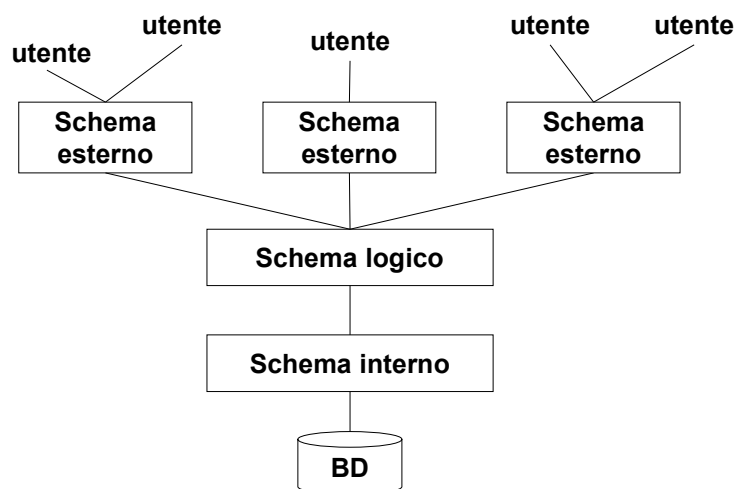 utente
utente
utente
utente
utente
Schema
esterno
Schema
esterno
Schema
esterno
Schema logico
Schema interno
BD